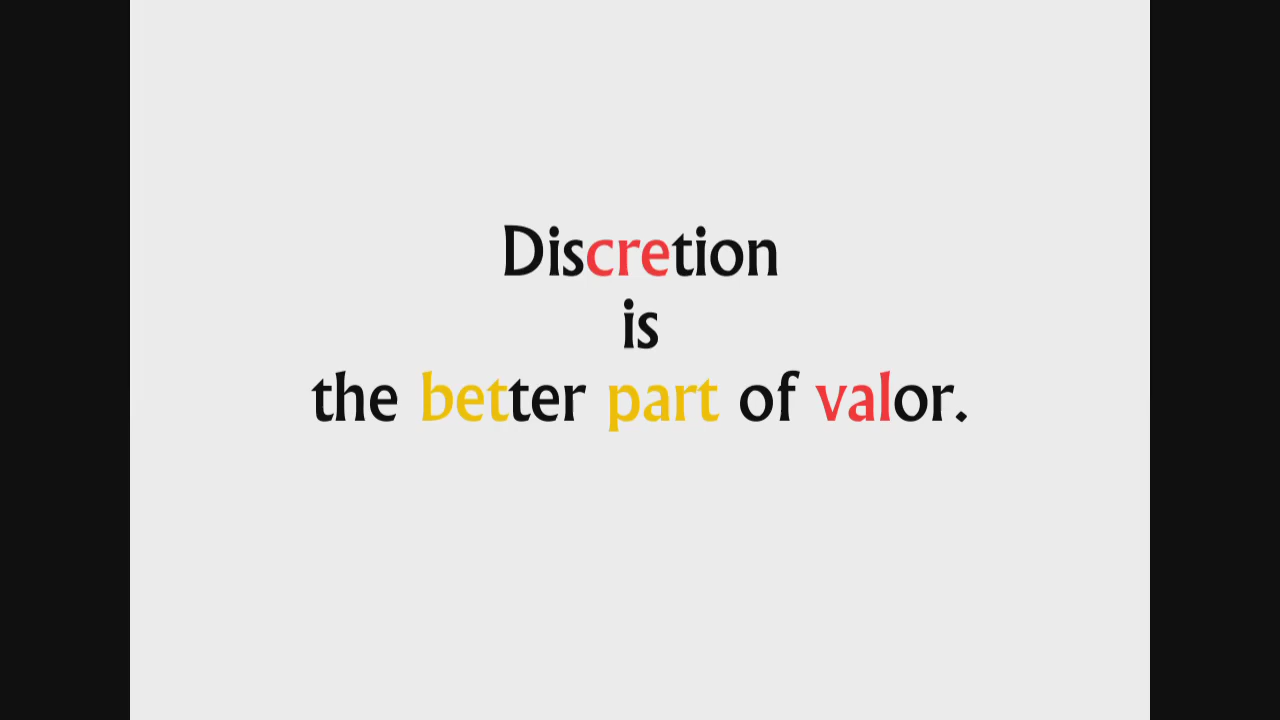 Discretion
is
the better part of valor.